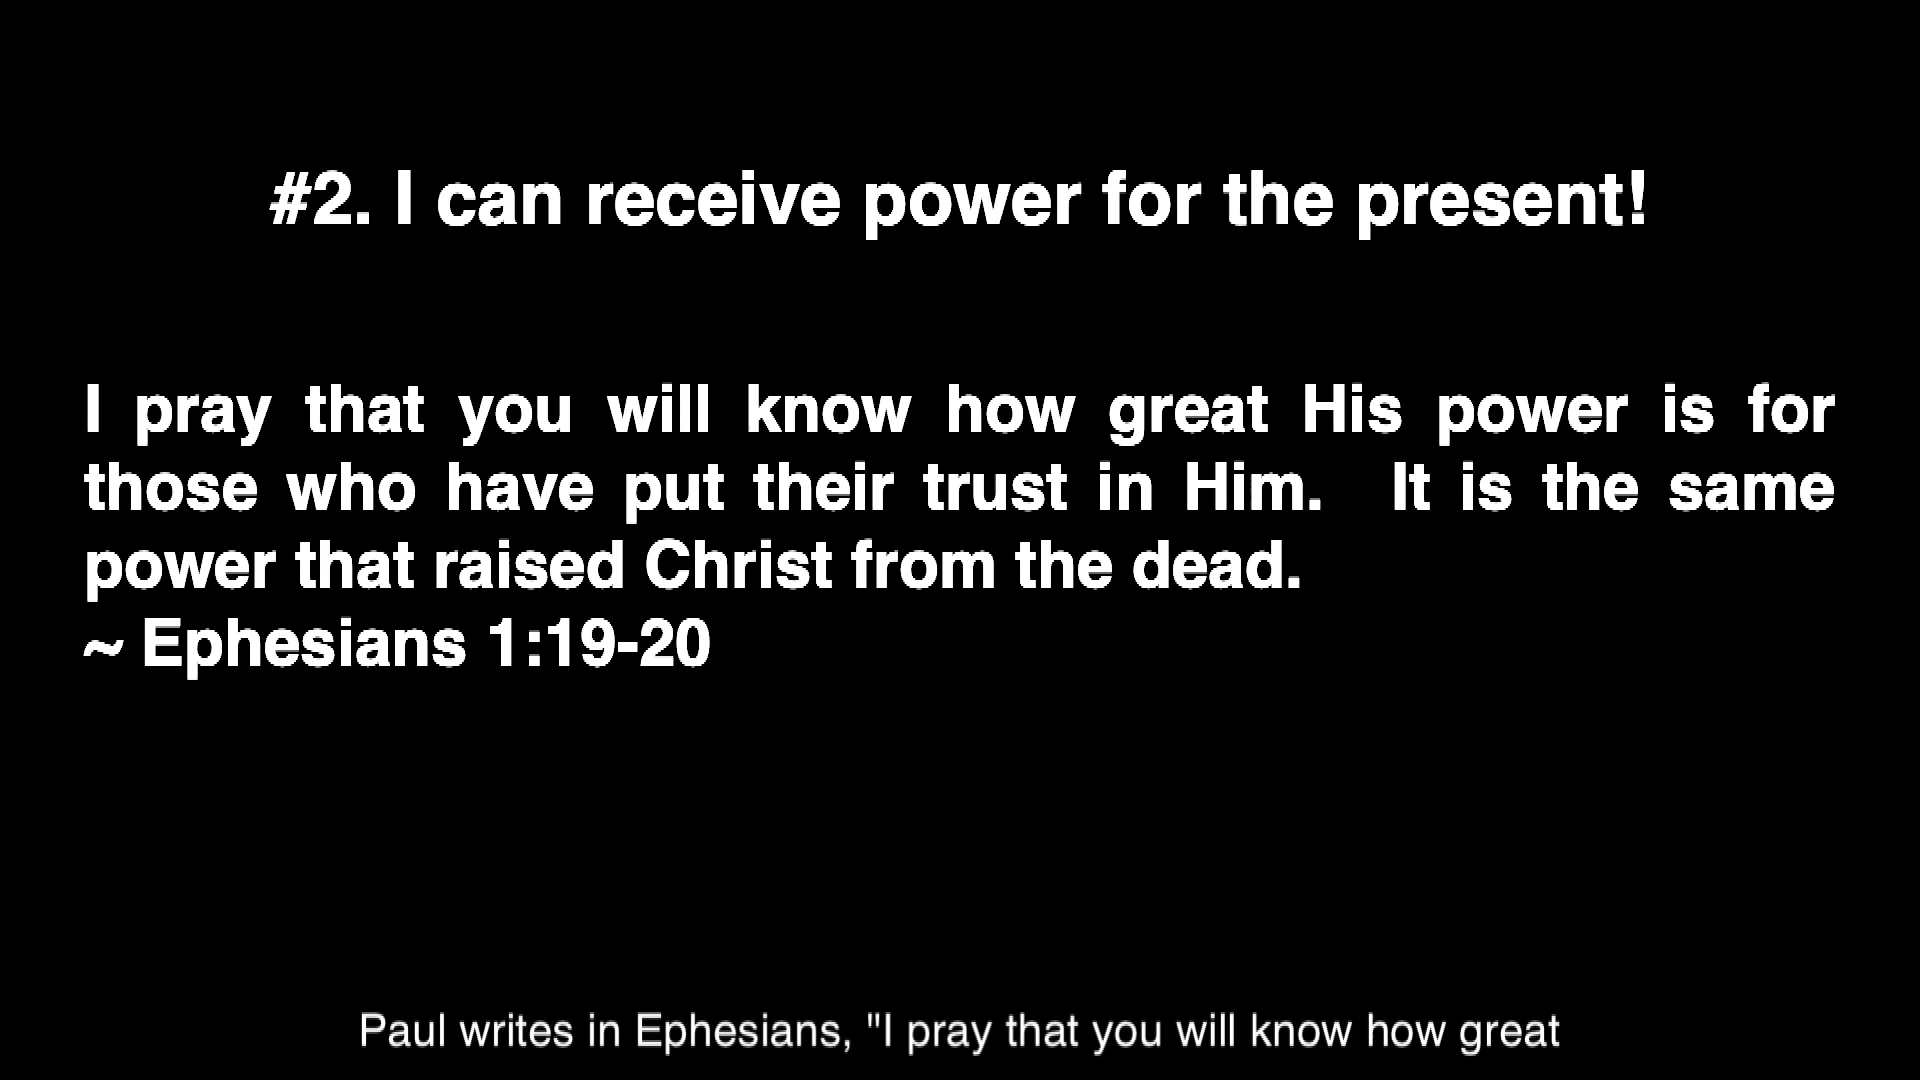 #2. I can receive power for the present!
I pray that you will know how great His power is for
those who have put their trust in Him.  It is the same
power that raised Christ from the dead.
~ Ephesians 1:19-20
Paul writes in Ephesians, "I pray that you will know how great